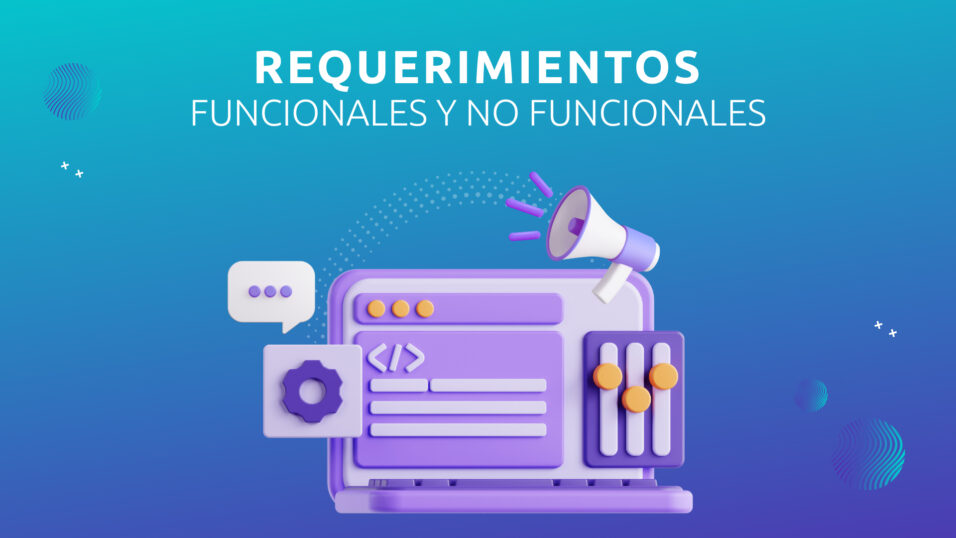 REQUERIMIENTOS
FUNCIONALES Y NO FUNCIONALES
</>